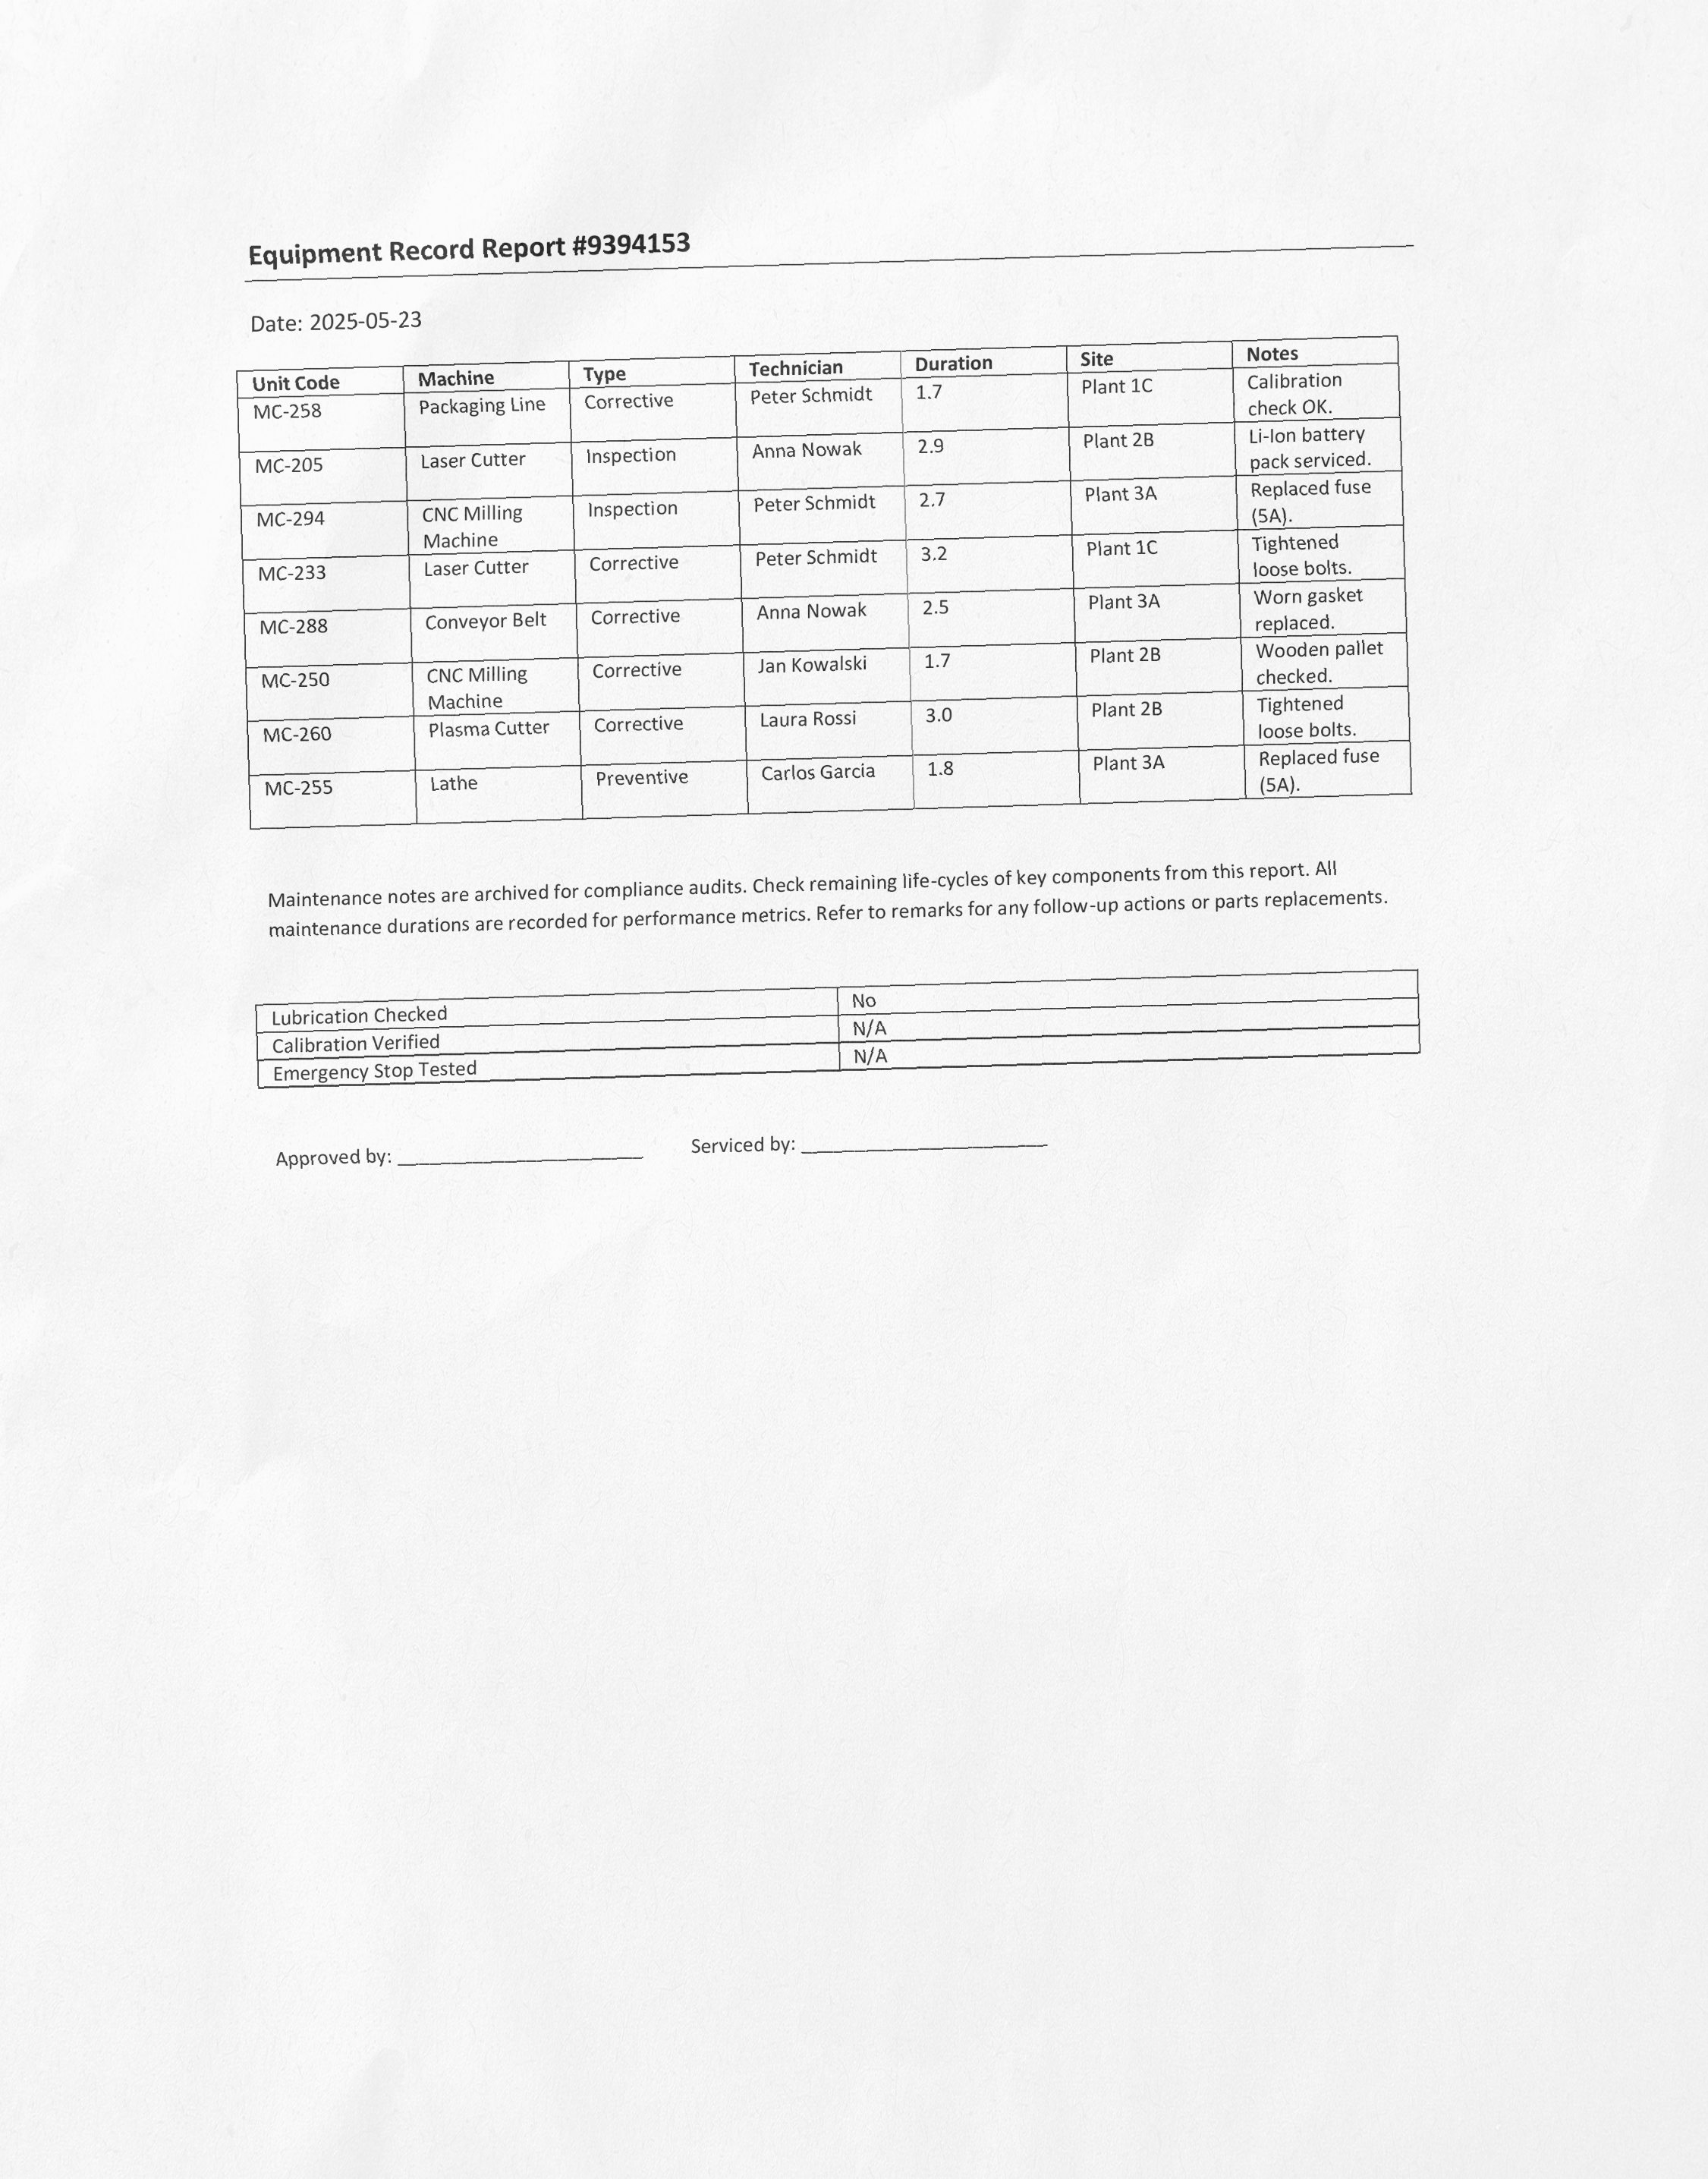 Equipment Record Report #9394153
Date: 2025-05-23
Unit Code Machine Type Technician Duration Site Notes
MC-258 Packaging Line Corrective Peter Schmidt 1.7 Plant 1C Calibration
check OK.
MC-205 Laser Cutter Inspection Anna Nowak 2.9 Plant 2B Li-Ion battery
pack serviced.
MC-294 CNC Milling Inspection Peter Schmidt 2.7 Plant 3A Replaced fuse
Machine (5A).
MC-233 Laser Cutter Corrective Peter Schmidt 3.2 Plant 1C Tightened
loose bolts.
MC-288 Conveyor Belt Corrective Anna Nowak 2.5 Plant 3A Worn gasket
replaced.
MC-250 CNC Milling Corrective Jan Kowalski 1.7 Plant 2B Wooden pallet
Machine checked.
MC-260 Plasma Cutter Corrective Laura Rossi 3.0 Plant 2B Tightened
loose bolts.
MC-255 Lathe Preventive Carlos Garcia 1.8 Plant 3A Replaced fuse
(5A).
Maintenance notes are archived for compliance audits. Check remaining life-cycles of key components from this report. All
maintenance durations are recorded for performance metrics. Refer to remarks for any follow-up actions or parts replacements.
Lubrication Checked No
Calibration Verified N/A
Emergency Stop Tested N/A
Approved by: ______________________ Serviced by: ______________________